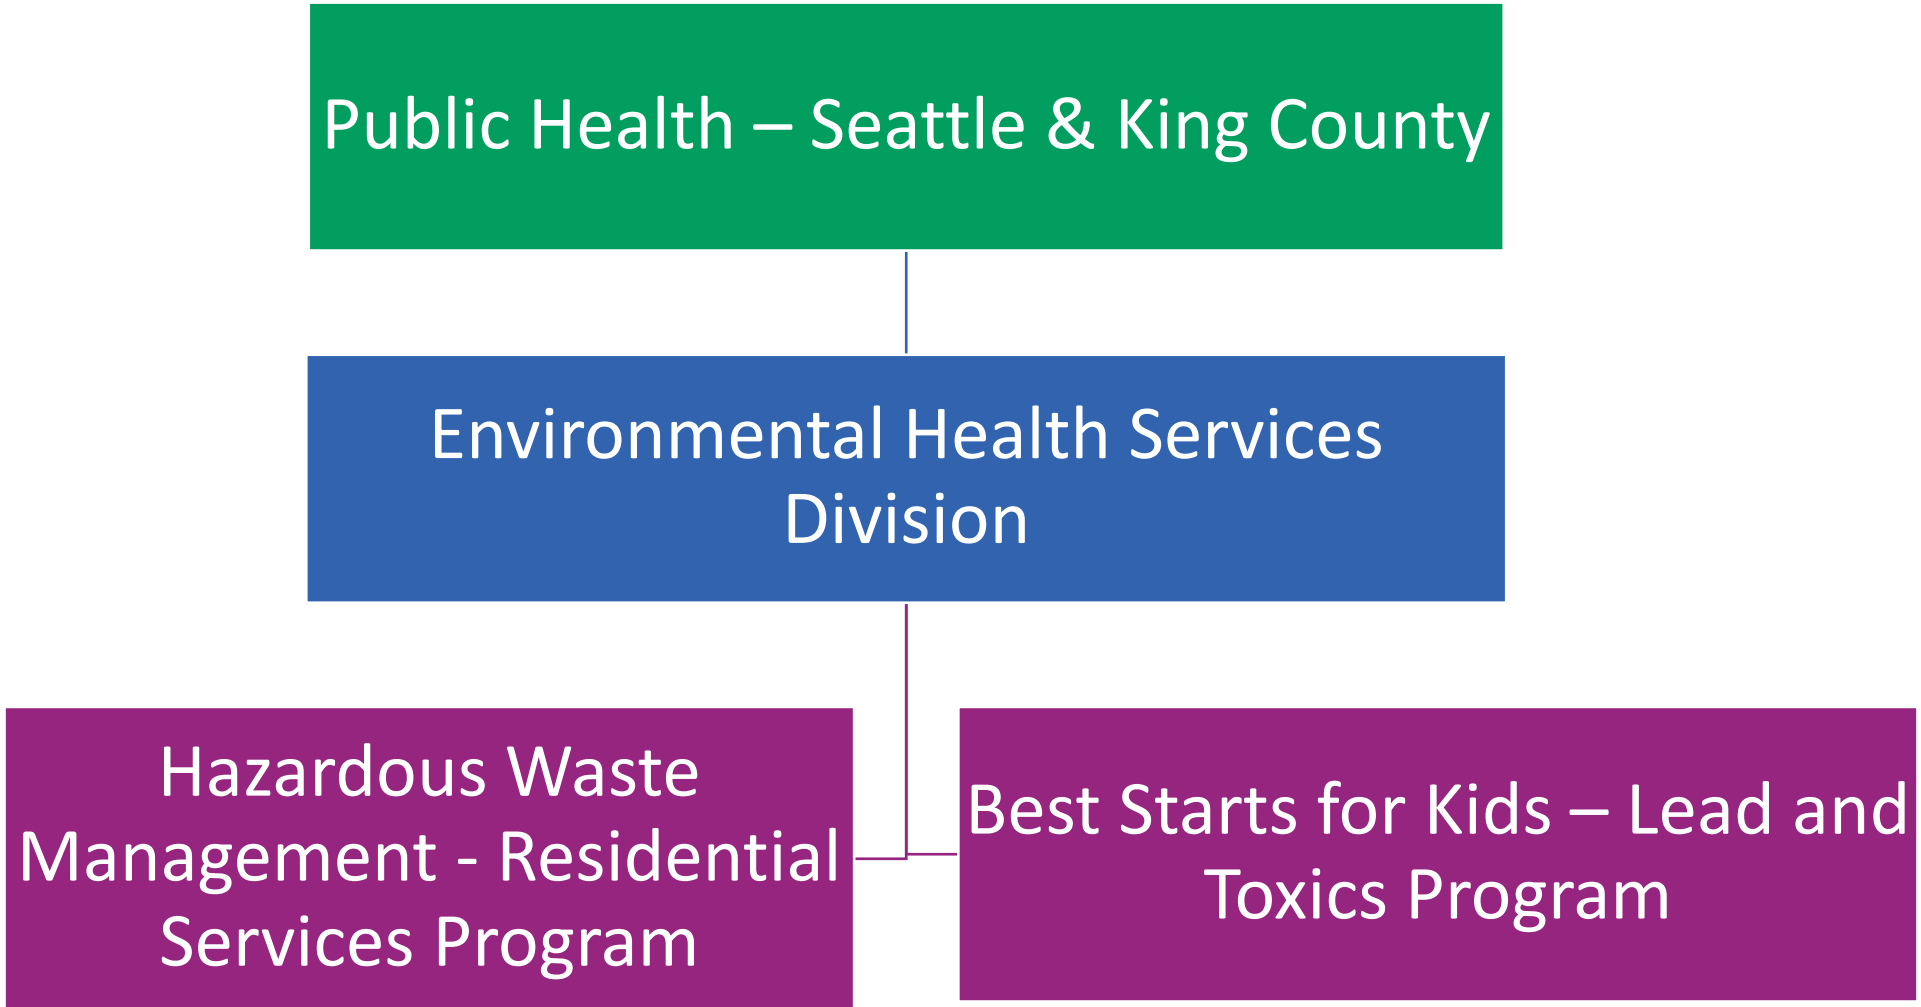 Public Health – Seattle & King County
Environmental Health Services
Division
Hazardous Waste
Management - Residential
Services Program
Best Starts for Kids – Lead and
Toxics Program